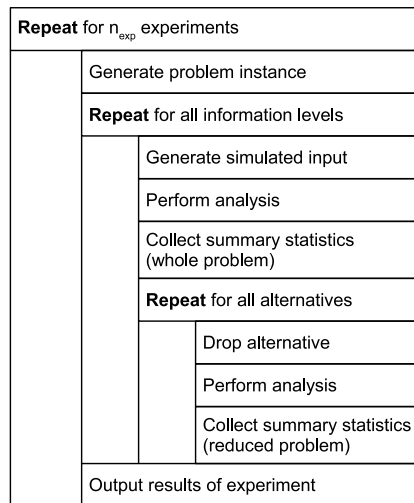 Repeat for n_exp experiments
Generate problem instance
Repeat for all information levels
Generate simulated input
Perform analysis
Collect summary statistics
(whole problem)
Repeat for all alternatives
Drop alternative
Perform analysis
Collect summary statistics
(reduced problem)
Output results of experiment